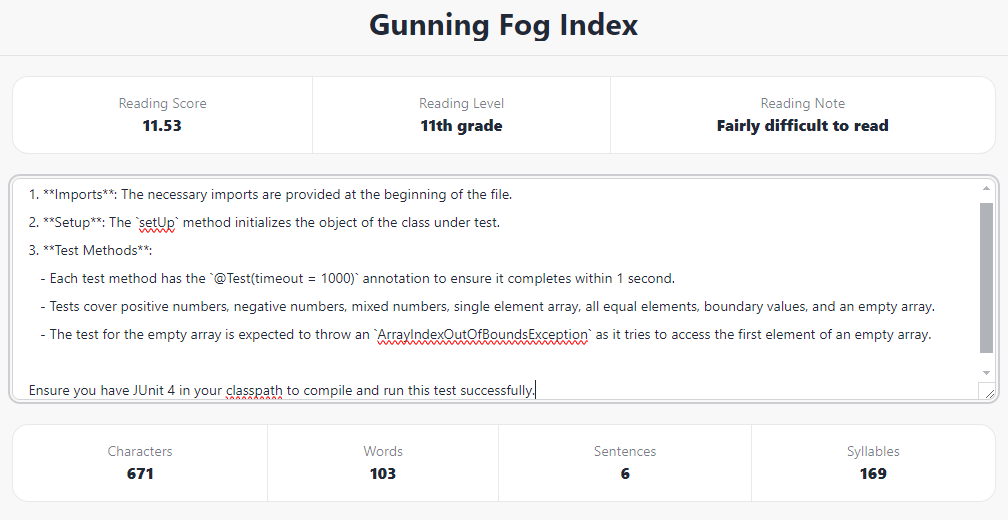 Gunning Fog Index
Reading Score
11.53
Reading Level
11th grade
Reading Note
Fairly difficult to read
1. **Imports**: The necessary imports are provided at the beginning of the file.
2. **Setup**: The `setUp` method initializes the object of the class under test.
3. **Test Methods**:
- Each test method has the `@Test(timeout = 1000)` annotation to ensure it completes within 1 second.
- Tests cover positive numbers, negative numbers, mixed numbers, single element array, all equal elements, boundary values, and an empty array.
- The test for the empty array is expected to throw an `ArrayIndexOutOfBoundsException` as it tries to access the first element of an empty array.
Ensure you have JUnit 4 in your classpath to compile and run this test successfully.
Characters
671
Words
103
Sentences
6
Syllables
169